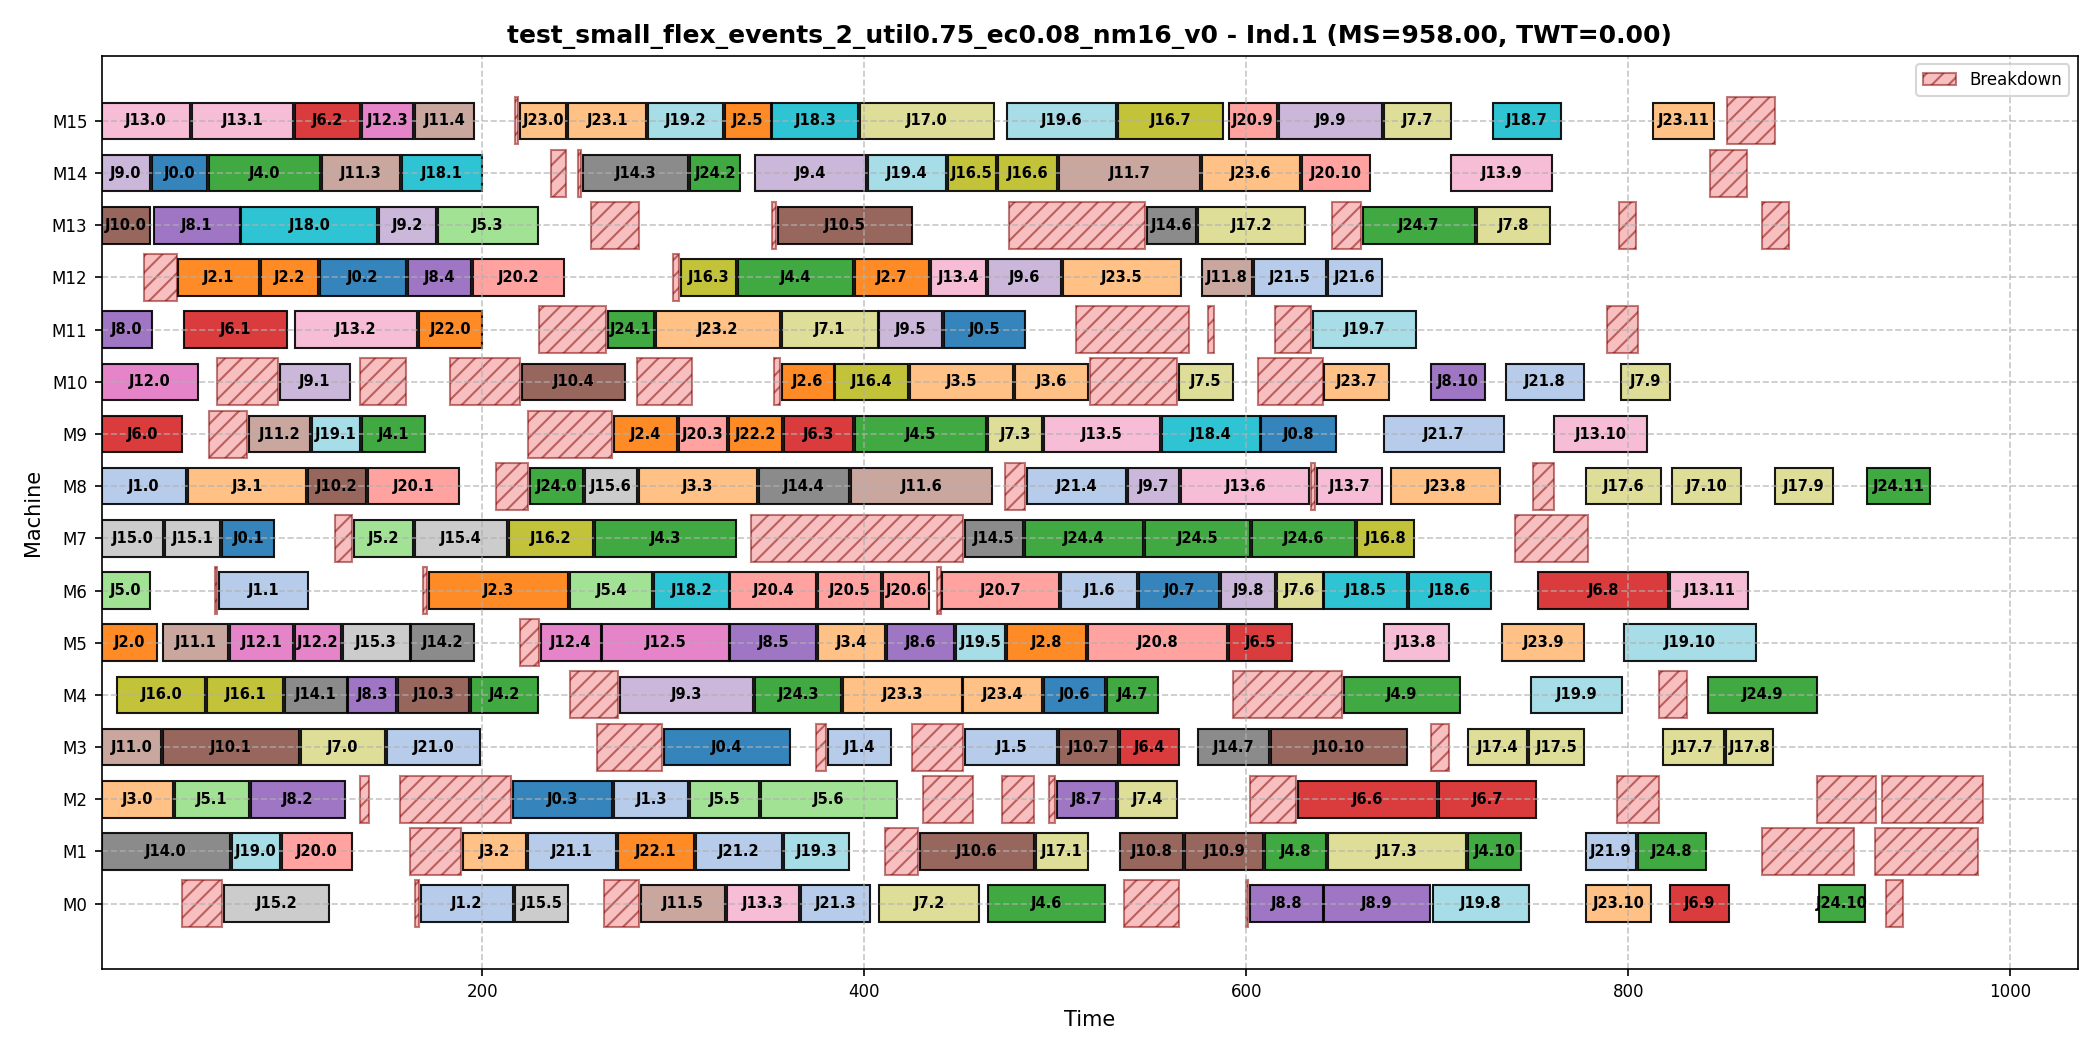 test_small_flex_events_2_util0.75_ec0.08_nm16_v0 - Ind.1 (MS=958.00, TWT=0.00)
Breakdown
M15 J13.0 J13.1 J6.2 J12.3 J11.4 J23.0 J23.1 J19.2 J2.5 J18.3 J17.0 J19.6 J16.7 J20.9 J9.9 J7.7 J18.7 J23.11
M14 J9.0 J0.0 J4.0 J11.3 J18.1 J14.3 J24.2 J9.4 J19.4 J16.5 J16.6 J11.7 J23.6 J20.10 J13.9
M13 J10.0 J8.1 J18.0 J9.2 J5.3 J10.5 J14.6 J17.2 J24.7 J7.8
M12 J2.1 J2.2 J0.2 J8.4 J20.2 J16.3 J4.4 J2.7 J13.4 J9.6 J23.5 J11.8 J21.5 J21.6
M11 J8.0 J6.1 J13.2 J22.0 J24.1 J23.2 J7.1 J9.5 J0.5 J19.7
M10 J12.0 J9.1 J10.4 J2.6 J16.4 J3.5 J3.6 J7.5 J23.7 J8.10 J21.8 J7.9
M9 J6.0 J11.2 J19.1 J4.1 J2.4 J20.3 J22.2 J6.3 J4.5 J7.3 J13.5 J18.4 J0.8 J21.7 J13.10
M8 J1.0 J3.1 J10.2 J20.1 J24.0 J15.6 J3.3 J14.4 J11.6 J21.4 J9.7 J13.6 J13.7 J23.8 J17.6 J7.10 J17.9 J24.11
M7 J15.0 J15.1 J0.1 J5.2 J15.4 J16.2 J4.3 J14.5 J24.4 J24.5 J24.6 J16.8
M6 J5.0 J1.1 J2.3 J5.4 J18.2 J20.4 J20.5 J20.6 J20.7 J1.6 J0.7 J9.8 J7.6 J18.5 J18.6 J6.8 J13.11
M5 J2.0 J11.1 J12.1 J12.2 J15.3 J14.2 J12.4 J12.5 J8.5 J3.4 J8.6 J19.5 J2.8 J20.8 J6.5 J13.8 J23.9 J19.10
M4 J16.0 J16.1 J14.1 J8.3 J10.3 J4.2 J9.3 J24.3 J23.3 J23.4 J0.6 J4.7 J4.9 J19.9 J24.9
M3 J11.0 J10.1 J7.0 J21.0 J0.4 J1.4 J1.5 J10.7 J6.4 J14.7 J10.10 J17.4 J17.5 J17.7 J17.8
M2 J3.0 J5.1 J8.2 J0.3 J1.3 J5.5 J5.6 J8.7 J7.4 J6.6 J6.7
M1 J14.0 J19.0 J20.0 J3.2 J21.1 J22.1 J21.2 J19.3 J10.6 J17.1 J10.8 J10.9 J4.8 J17.3 J4.10 J21.9 J24.8
M0 J15.2 J1.2 J15.5 J11.5 J13.3 J21.3 J7.2 J4.6 J8.8 J8.9 J19.8 J23.10 J6.9 J24.10
200 400 600 800 1000
Time
Machine